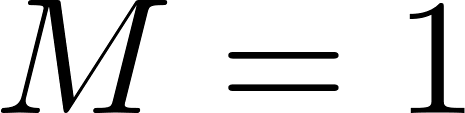 M = 1